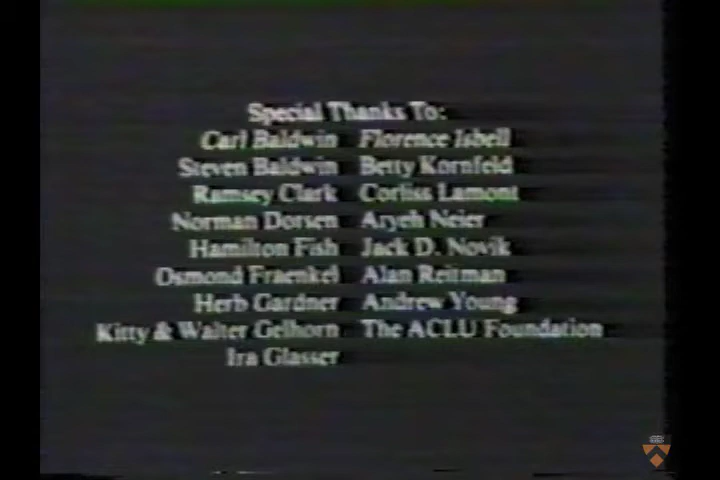 Special Thanks To:
Carl Baldwin Florence Isbell
Steven Baldwin Betty Kornfeld
Ramsey Clark Corliss Lamont
Norman Dorsen Aryeh Neier
Hamilton Fish Jack D. Novik
Osmond Fraenkel Alan Reitman
Herb Gardner Andrew Young
Kitty & Walter Gelhorn The ACLU Foundation
Ira Glasser